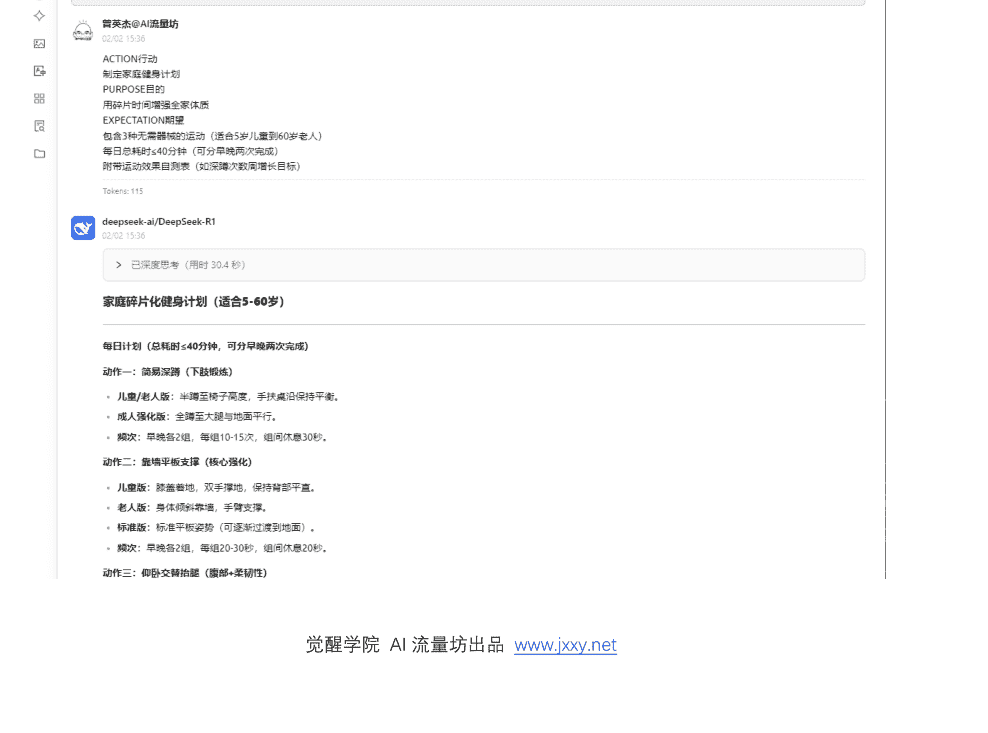 曾英杰@AI流量坊
02/02 15:36
ACTION行动
制定家庭健身计划
PURPOSE目的
用碎片时间增强全家体质
EXPECTATION期望
包含3种无需器械的运动（适合5岁儿童到60岁老人）
每日总耗时≤40分钟（可分早晚两次完成）
附带运动效果自测表（如深蹲次数周增长目标）
Tokens: 115
deepseek-ai/DeepSeek-R1
02/02 15:36
已深度思考（用时 30.4 秒）
家庭碎片化健身计划（适合5-60岁）
每日计划（总耗时≤40分钟，可分早晚两次完成）
动作一：简易深蹲（下肢锻炼）
• 儿童/老人版：半蹲至椅子高度，手扶桌沿保持平衡。
• 成人强化版：全蹲至大腿与地面平行。
• 频次：早晚各2组，每组10-15次，组间休息30秒。
动作二：靠墙平板支撑（核心强化）
• 儿童版：膝盖着地，双手撑地，保持背部平直。
• 老人版：身体倾斜靠墙，手臂支撑。
• 标准版：标准平板姿势（可逐渐过渡到地面）。
• 频次：早晚各2组，每组20-30秒，组间休息20秒。
动作三：仰卧交替抬腿（腹部+柔韧性）
觉醒学院 AI 流量坊出品 www.jxxy.net